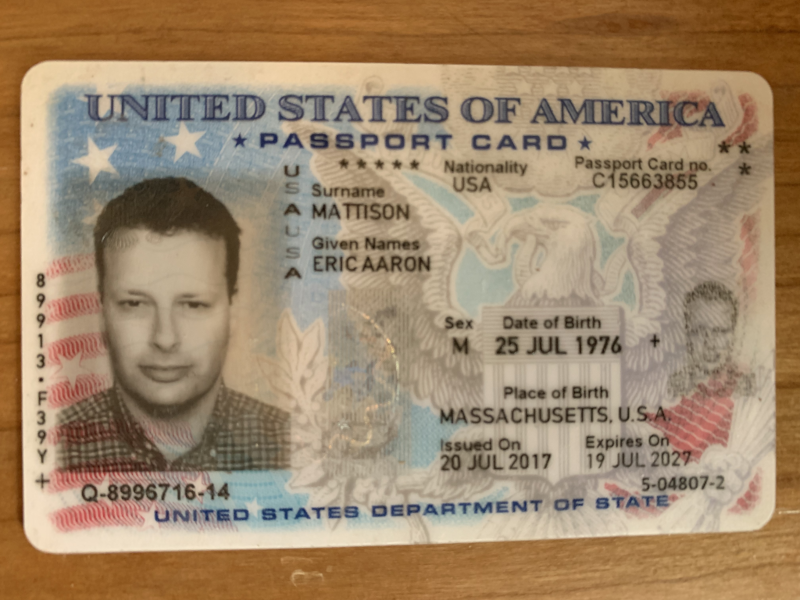 UNITED STATES OF AMERICA
★ PASSPORT CARD ★
USAUSA
***** 
Nationality
USA
Passport Card no.
C15663855
** 
*
Surname
MATTISON
Given Names
ERIC AARON
Sex
M
Date of Birth
25 JUL 1976 +
Place of Birth
MASSACHUSETTS, U.S.A.
Issued On
20 JUL 2017
Expires On
19 JUL 2027
89913·F39Y+
Q-8996716-14
5-04807-2
UNITED STATES DEPARTMENT OF STATE